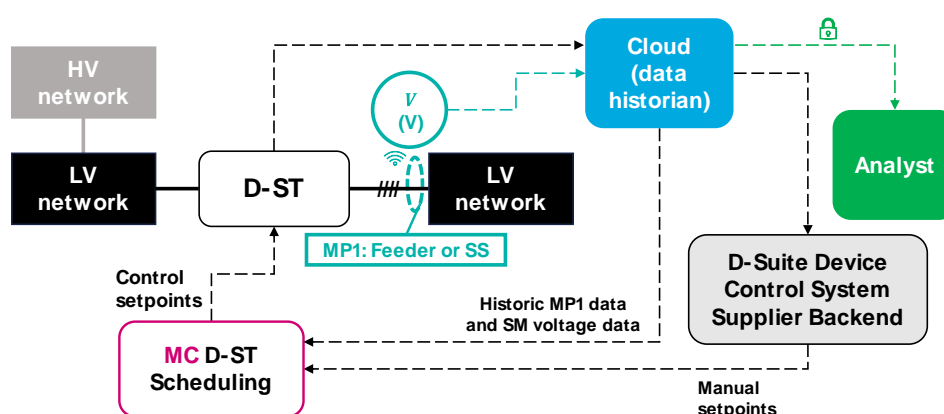 HV
network
LV
network
D-ST
V
(V)
Cloud
(data
historian)
Analyst
LV
network
MP1: Feeder or SS
Control
setpoints
MC D-ST
Scheduling
Historic MP1 data
and SM voltage data
D-Suite Device
Control System
Supplier Backend
Manual
setpoints